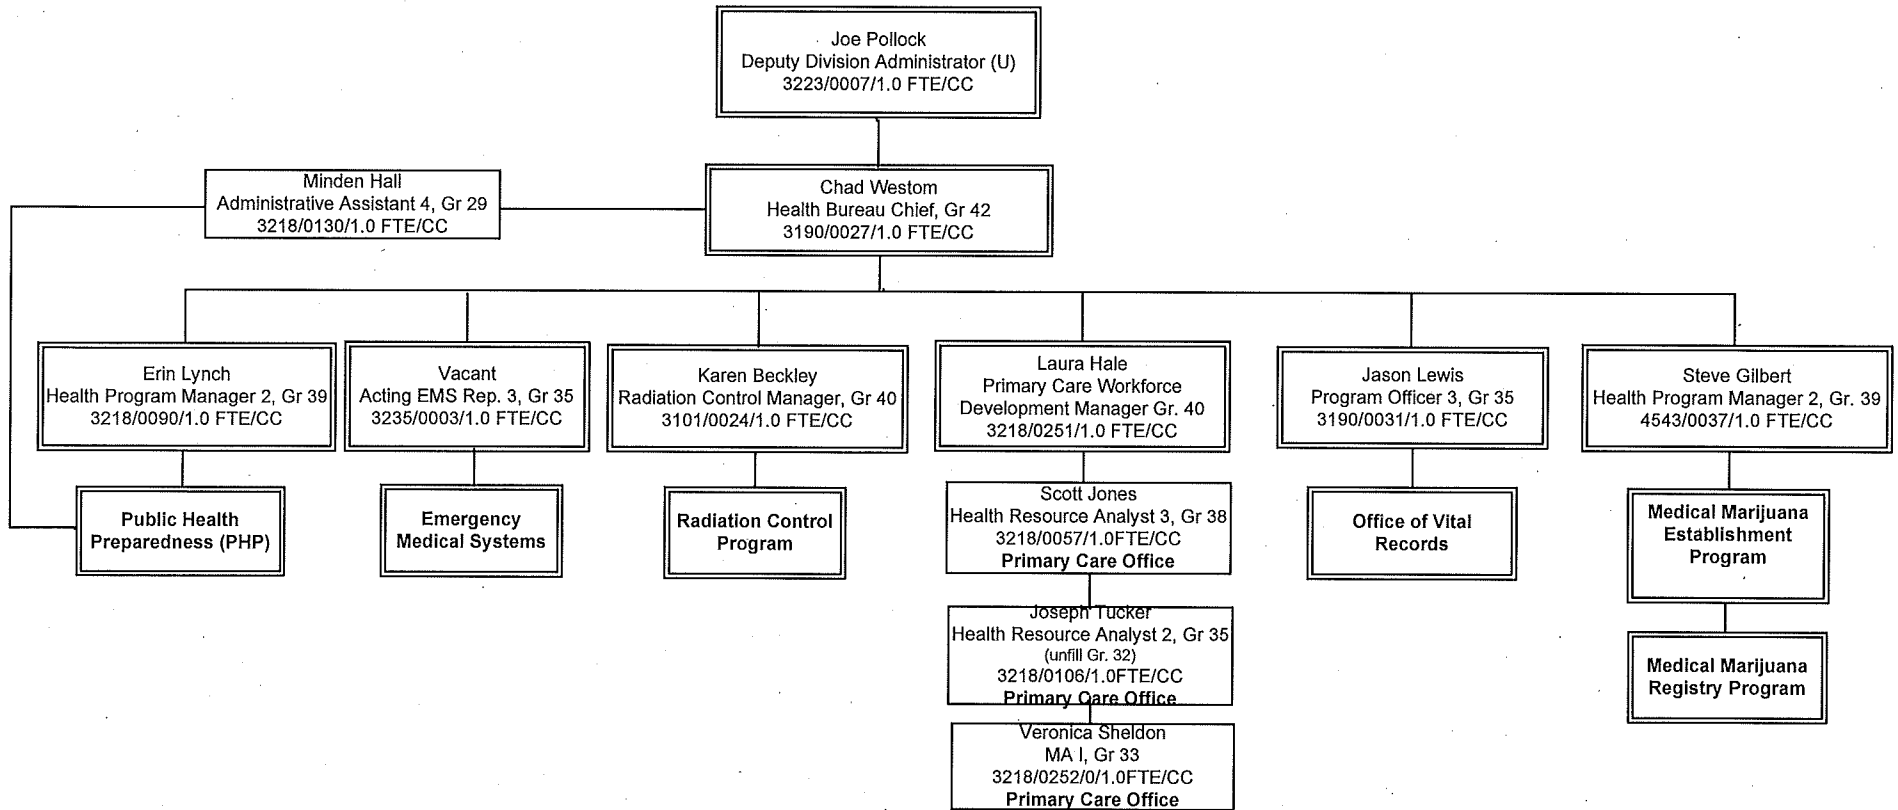 Joe Pollock
Deputy Division Administrator (U)
3223/0007/1.0 FTE/CC
Minden Hall
Administrative Assistant 4, Gr 29
3218/0130/1.0 FTE/CC
Chad Westom
Health Bureau Chief, Gr 42
3190/0027/1.0 FTE/CC
Erin Lynch
Health Program Manager 2, Gr 39
3218/0090/1.0 FTE/CC
Vacant
Acting EMS Rep. 3, Gr 35
3235/0003/1.0 FTE/CC
Karen Beckley
Radiation Control Manager, Gr 40
3101/0024/1.0 FTE/CC
Laura Hale
Primary Care Workforce
Development Manager Gr. 40
3218/0251/1.0 FTE/CC
Jason Lewis
Program Officer 3, Gr 35
3190/0031/1.0 FTE/CC
Steve Gilbert
Health Program Manager 2, Gr. 39
4543/0037/1.0 FTE/CC
Public Health
Preparedness (PHP)
Emergency
Medical Systems
Radiation Control
Program
Scott Jones
Health Resource Analyst 3, Gr 38
3218/0057/1.0FTE/CC
Primary Care Office
Joseph Tucker
Health Resource Analyst 2, Gr 35
(unfill Gr. 32)
3218/0106/1.0FTE/CC
Primary Care Office
Veronica Sheldon
MA I, Gr 33
3218/0252/0/1.0FTE/CC
Primary Care Office
Office of Vital
Records
Medical Marijuana
Establishment
Program
Medical Marijuana
Registry Program